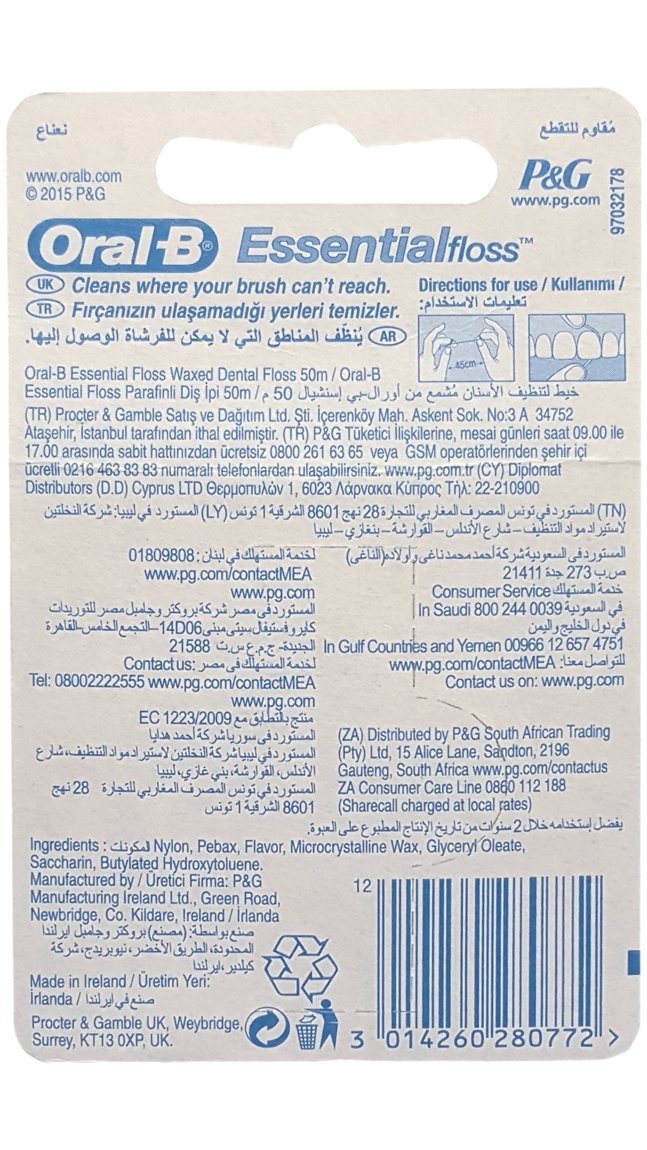 نعناع
مُقاوم للتقطع
www.oralb.com
© 2015 P&G
P&G
www.pg.com
97032178
Oral-B® Essentialfloss™
UK Cleans where your brush can't reach.
TR Fırçanızın ulaşamadığı yerleri temizler.
AR يُنظّف المناطق التي لا يمكن للفرشاة الوصول إليها.
Directions for use / Kullanımı /
تعليمات الاستخدام:
45cm
Oral-B Essential Floss Waxed Dental Floss 50m / Oral-B
Essential Floss Parafinli Diş İpi 50m / خيط لتنظيف الأسنان مُشمع من أورال-بي إسنتشيال 50 م
(TR) Procter & Gamble Satış ve Dağıtım Ltd. Şti. İçerenköy Mah. Askent Sok. No:3 A 34752
Ataşehir, İstanbul tarafından ithal edilmiştir. (TR) P&G Tüketici İlişkilerine, mesai günleri saat 09.00 ile
17.00 arasında sabit hattınızdan ücretsiz 0800 261 63 65 veya GSM operatörlerinden şehir içi
ücretli 0216 463 83 83 numaralı telefonlardan ulaşabilirsiniz. www.pg.com.tr (CY) Diplomat
Distributors (D.D) Cyprus LTD Θερμοπυλών 1, 6023 Λάρνακα Κύπρος Τήλ: 22-210900
(TN) المستورد في تونس المصرف المغاربي للتجارة 28 نهج 8601 الشرقية 1 تونس (LY) المستورد في ليبيا: شركة النخلتين
لاستيراد مواد التنظيف – شارع الأندلس – القوارشة – بنغازي – ليبيا
لخدمة المستهلك في لبنان: 01809808
www.pg.com/contactMEA
www.pg.com
المستورد في مصر شركة بروكتر وجامبل مصر للتوريدات
كايرو فستيفال سيتي مبنى 14D06–التجمع الخامس-القاهرة
الجديدة- ج.م.ع س.ت 21588
لخدمة المستهلك في مصر: Contact us:
Tel: 08002222555 www.pg.com/contactMEA
www.pg.com
منتج بالتطابق مع EC 1223/2009
المستورد في سوريا شركة أحمد هدايا
المستورد في ليبيا شركة النخلتين لاستيراد مواد التنظيف، شارع
الأندلس، القوارشة، بني غازي، ليبيا
المستورد في تونس المصرف المغاربي للتجارة 28 نهج
8601 الشرقية 1 تونس
المستورد في السعودية شركة أحمد محمد ناغي وأولاده (الناغي)
ص.ب 273 جدة 21411
خدمة المستهلك Consumer Service
في السعودية In Saudi 800 244 0039
في دول الخليج واليمن
In Gulf Countries and Yemen 00966 12 657 4751
للتواصل معنا: www.pg.com/contactMEA
Contact us on: www.pg.com
(ZA) Distributed by P&G South African Trading
(Pty) Ltd, 15 Alice Lane, Sandton, 2196
Gauteng, South Africa www.pg.com/contactus
ZA Consumer Care Line 0860 112 188
(Sharecall charged at local rates)
يفضل إستخدامه خلال 2 سنوات من تاريخ الإنتاج المطبوع على العبوة.
Ingredients : المكونات Nylon, Pebax, Flavor, Microcrystalline Wax, Glyceryl Oleate,
Saccharin, Butylated Hydroxytoluene.
Manufactured by / Üretici Firma: P&G
Manufacturing Ireland Ltd., Green Road,
Newbridge, Co. Kildare, Ireland / İrlanda
صنع بواسطة: (مصنع) بروكتر وجامبل ايرلندا
المحدودة، الطريق الأخضر، نيوبريدج، شركة
كيلدير، ايرلندا
Made in Ireland / Üretim Yeri:
İrlanda / صنع في ايرلندا
Procter & Gamble UK, Weybridge,
Surrey, KT13 0XP, UK.
12
3 014260 280772 >